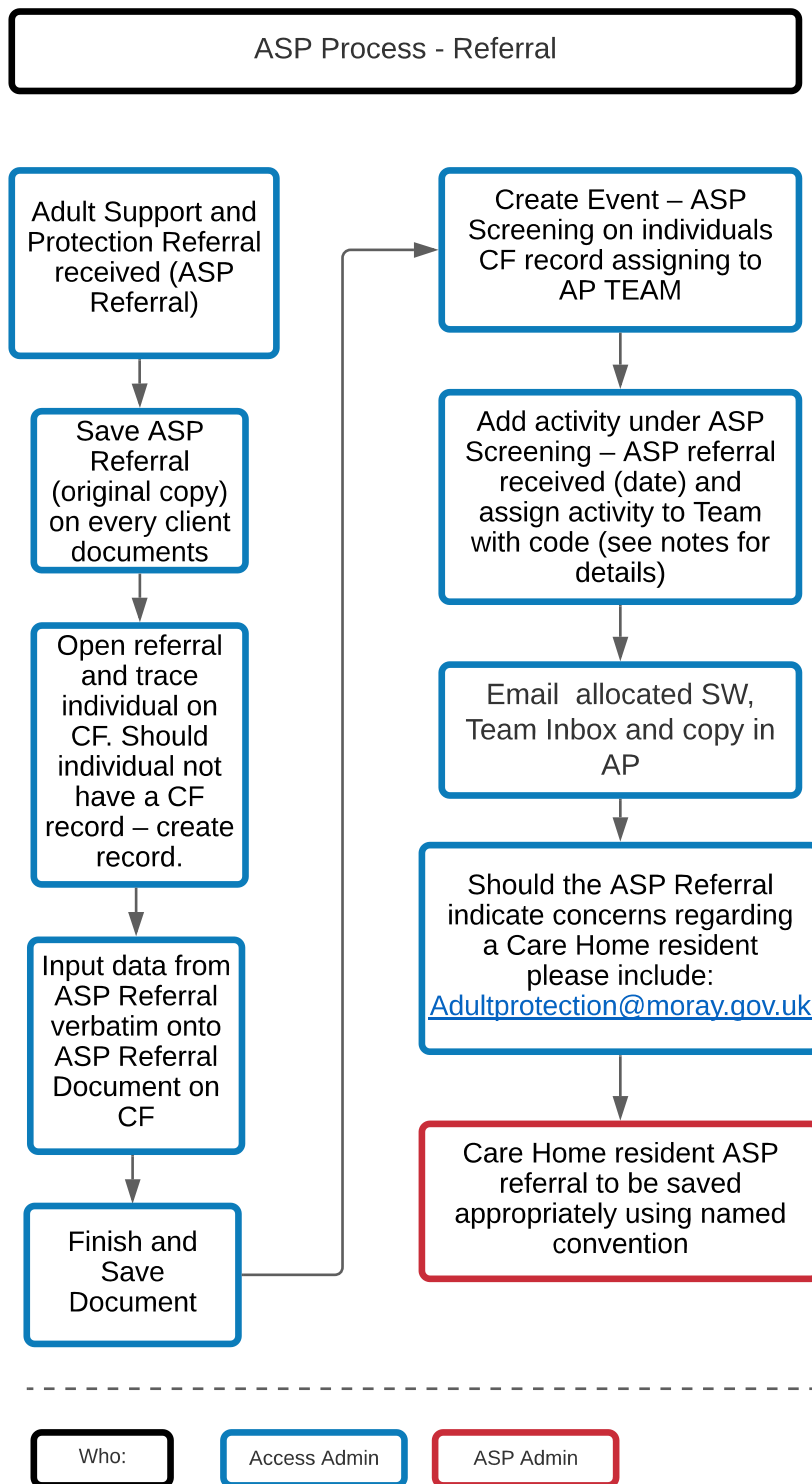 ASP Process - Referral
Adult Support and
Protection Referral
received (ASP
Referral)
Save ASP
Referral
(original copy)
on every client
documents
Open referral
and trace
individual on
CF. Should
individual not
have a CF
record – create
record.
Input data from
ASP Referral
verbatim onto
ASP Referral
Document on
CF
Finish and
Save
Document
Create Event – ASP
Screening on individuals
CF record assigning to
AP TEAM
Add activity under ASP
Screening – ASP referral
received (date) and
assign activity to Team
with code (see notes for
details)
Email  allocated SW,
Team Inbox and copy in
AP
Should the ASP Referral
indicate concerns regarding
a Care Home resident
please include:
Adultprotection@moray.gov.uk
Care Home resident ASP
referral to be saved
appropriately using named
convention
Who:
Access Admin
ASP Admin